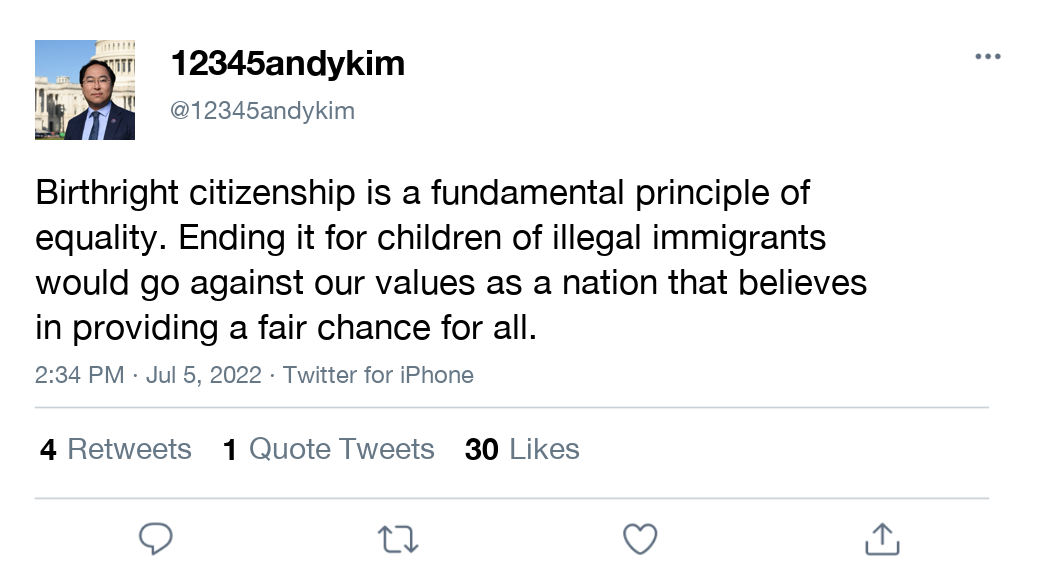 12345andykim
@12345andykim
Birthright citizenship is a fundamental principle of
equality. Ending it for children of illegal immigrants
would go against our values as a nation that believes
in providing a fair chance for all.
2:34 PM · Jul 5, 2022 · Twitter for iPhone
4 Retweets 1 Quote Tweets 30 Likes